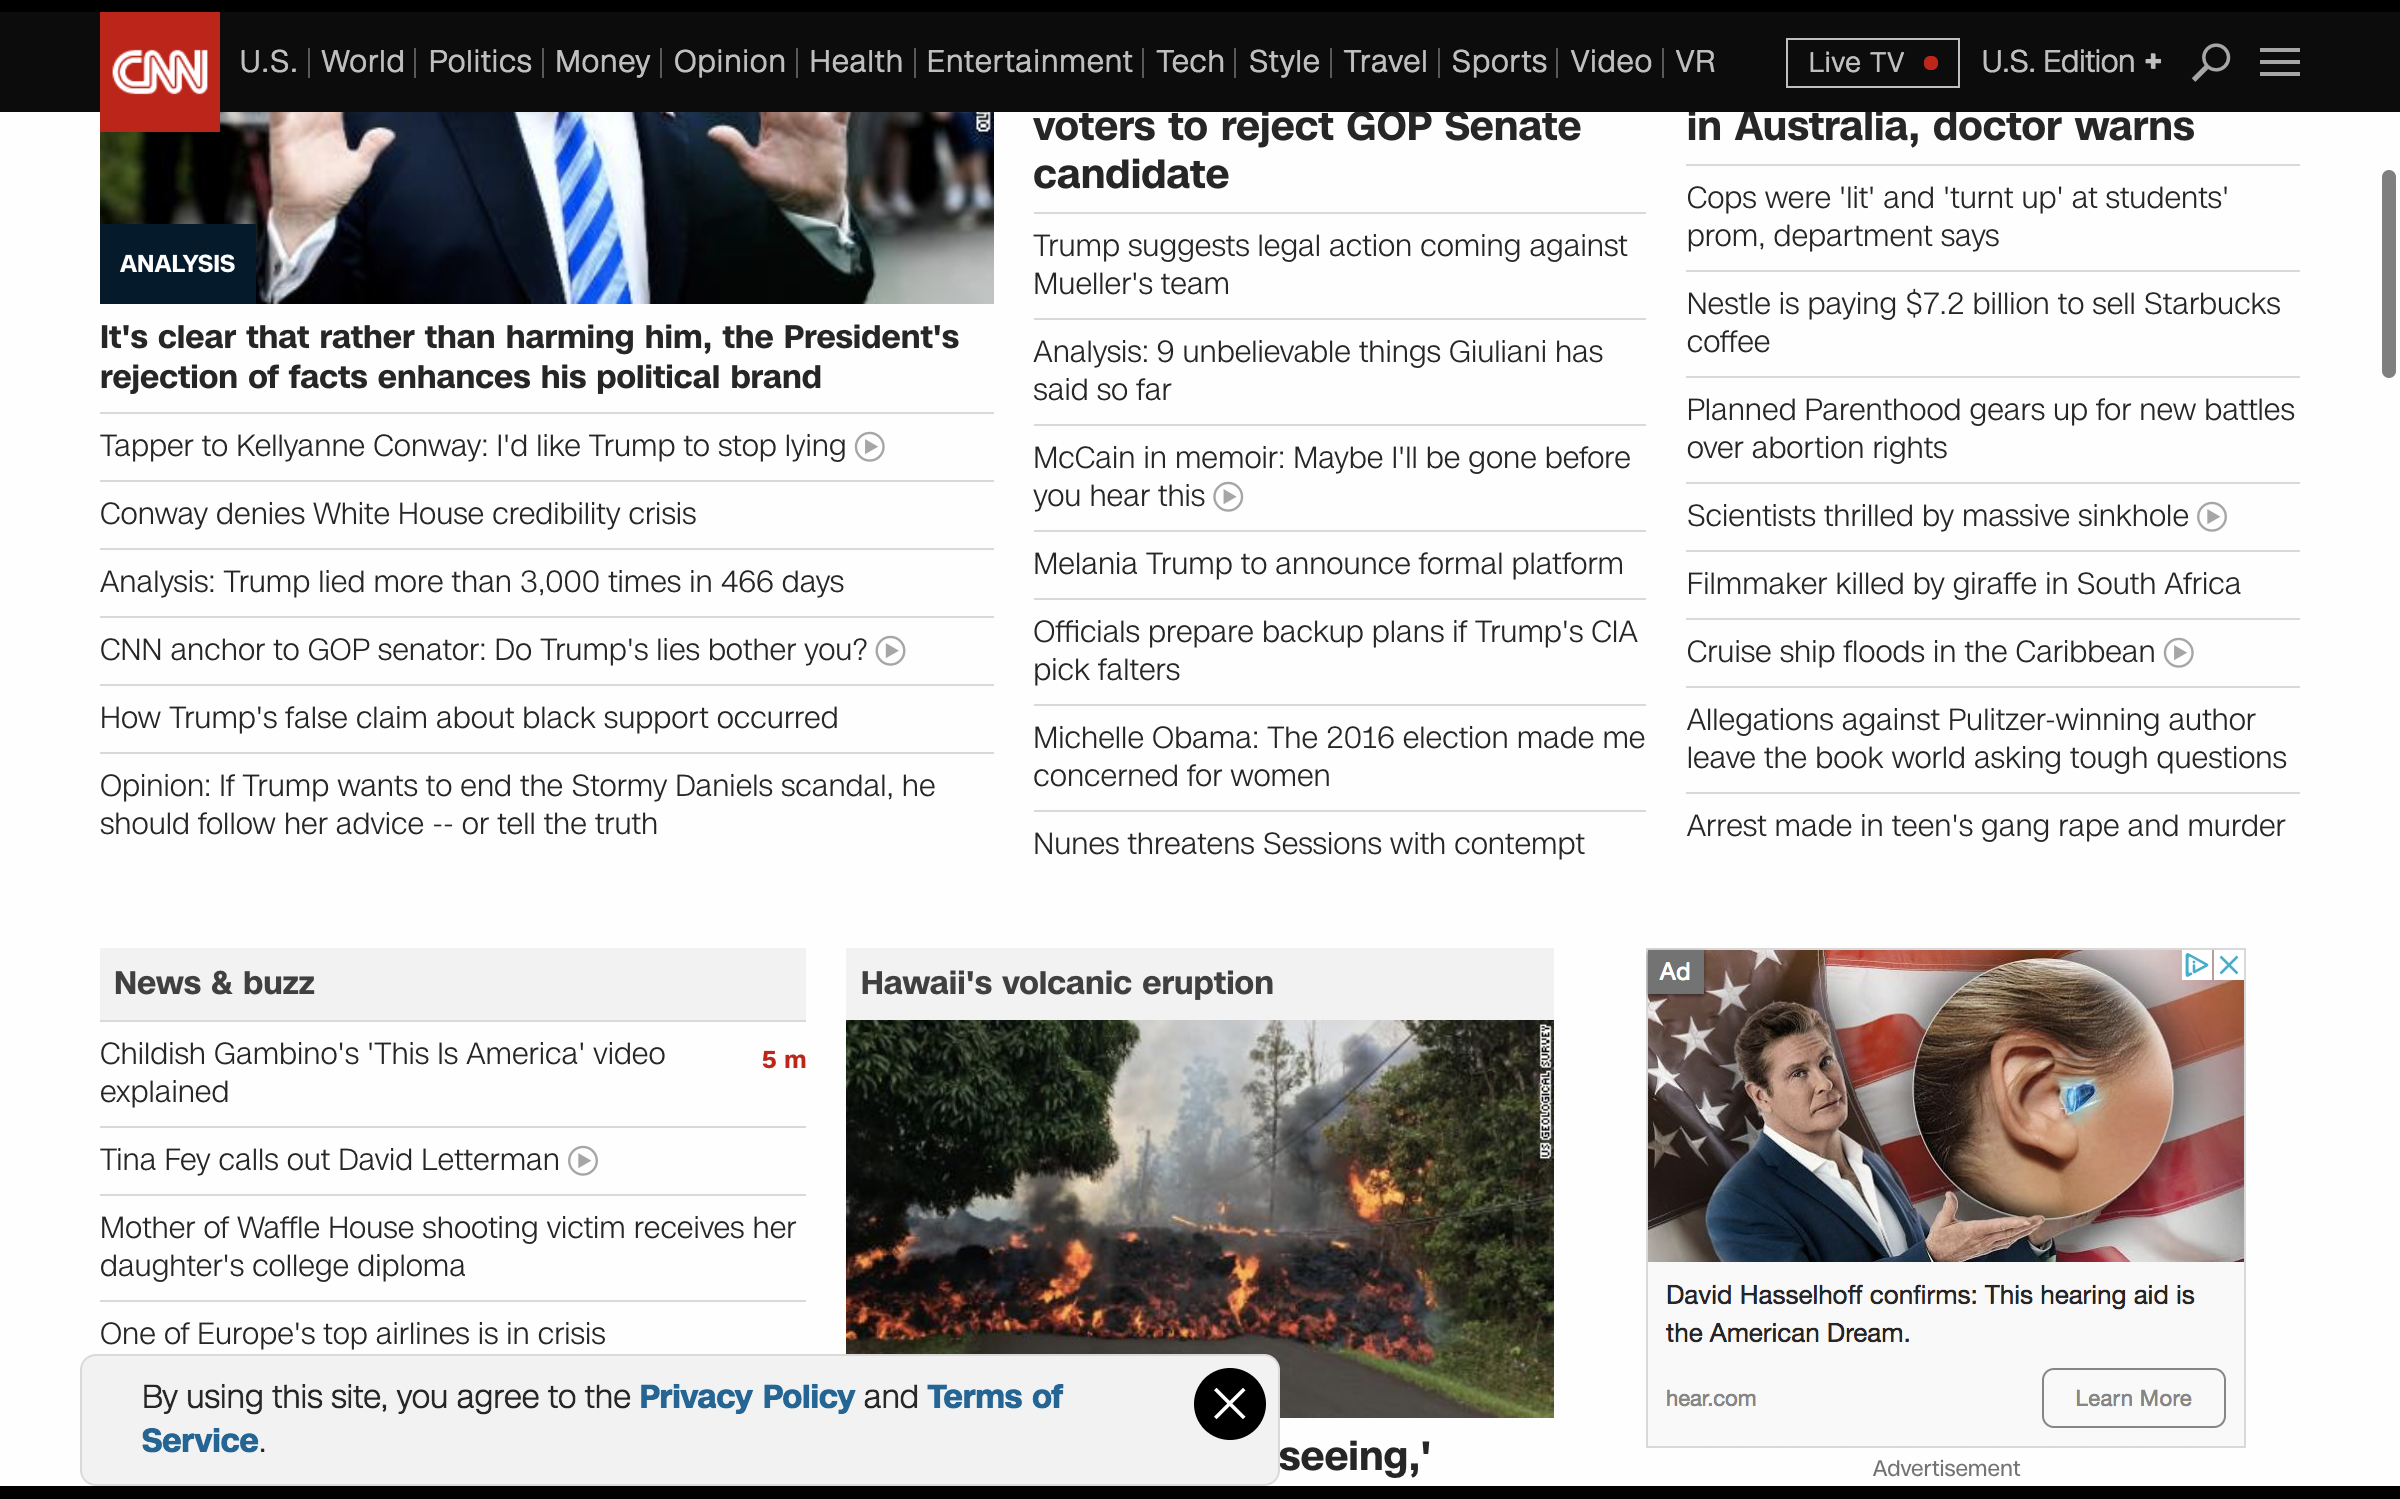 CNN
U.S. World Politics Money Opinion Health Entertainment Tech Style Travel Sports Video VR
Live TV
U.S. Edition +
ANALYSIS
It's clear that rather than harming him, the President's
rejection of facts enhances his political brand
Tapper to Kellyanne Conway: I'd like Trump to stop lying
Conway denies White House credibility crisis
Analysis: Trump lied more than 3,000 times in 466 days
CNN anchor to GOP senator: Do Trump's lies bother you?
How Trump's false claim about black support occurred
Opinion: If Trump wants to end the Stormy Daniels scandal, he
should follow her advice -- or tell the truth
voters to reject GOP Senate
candidate
Trump suggests legal action coming against
Mueller's team
Analysis: 9 unbelievable things Giuliani has
said so far
McCain in memoir: Maybe I'll be gone before
you hear this
Melania Trump to announce formal platform
Officials prepare backup plans if Trump's CIA
pick falters
Michelle Obama: The 2016 election made me
concerned for women
Nunes threatens Sessions with contempt
in Australia, doctor warns
Cops were 'lit' and 'turnt up' at students'
prom, department says
Nestle is paying $7.2 billion to sell Starbucks
coffee
Planned Parenthood gears up for new battles
over abortion rights
Scientists thrilled by massive sinkhole
Filmmaker killed by giraffe in South Africa
Cruise ship floods in the Caribbean
Allegations against Pulitzer-winning author
leave the book world asking tough questions
Arrest made in teen's gang rape and murder
News & buzz
Childish Gambino's 'This Is America' video
explained
5 m
Tina Fey calls out David Letterman
Mother of Waffle House shooting victim receives her
daughter's college diploma
One of Europe's top airlines is in crisis
Hawaii's volcanic eruption
US GEOLOGICAL SURVEY
seeing,'
Ad
David Hasselhoff confirms: This hearing aid is
the American Dream.
hear.com
Learn More
Advertisement
By using this site, you agree to the Privacy Policy and Terms of
Service.